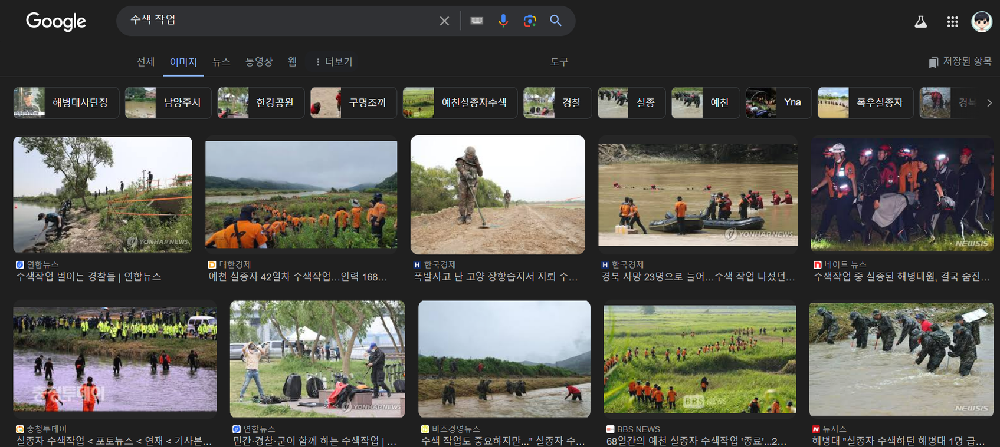 Google
수색 작업
전체
이미지
뉴스
동영상
웹
더보기
도구
저장된 항목
해병대사단장
남양주시
한강공원
구명조끼
예천실종자수색
경찰
실종
예천
Yna
폭우실종자
경북
YONHAP NEWS
YONHAP NEWS
NEWSIS
연합뉴스
수색작업 벌이는 경찰들 | 연합뉴스
대한경제
예천 실종자 42일차 수색작업...인력 168...
한국경제
폭발사고 난 고양 장항습지서 지뢰 수...
한국경제
경북 사망 23명으로 늘어...수색 작업 나섰던...
네이트 뉴스
수색작업 중 실종된 해병대원, 결국 숨진...
충청투데이
YONHAP NEWS
BBS NEWS
NEWSIS
충청투데이
실종자 수색작업 < 포토뉴스 < 연재 < 기사본...
연합뉴스
민간·경찰·군이 함께 하는 수색작업 | ...
비즈경영뉴스
수색 작업도 중요하지만..." 실종자 수...
BBS NEWS
68일간의 예천 실종자 수색작업 '종료'...2...
뉴시스
해병대 "실종자 수색하던 해병대 1명 급...